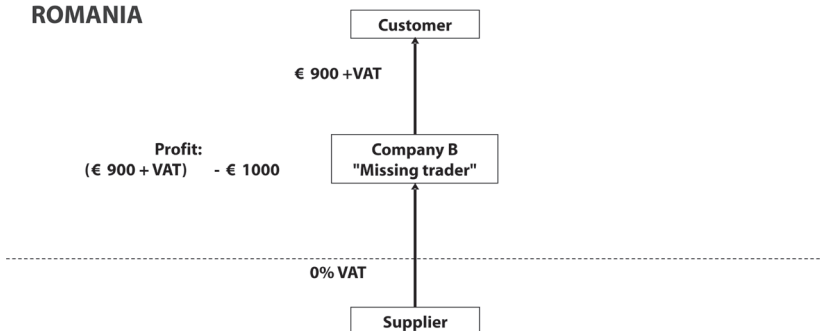 ROMANIA
Customer
€ 900 +VAT
Profit:
(€ 900 + VAT) - € 1000
Company B
"Missing trader"
0% VAT
Supplier